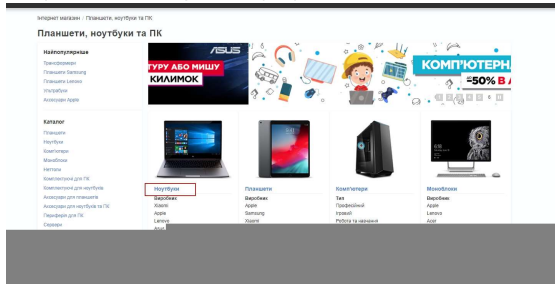 Інтернет магазин / Планшети, ноутбуки та ПК
Планшети, ноутбуки та ПК
Найпопулярніше
Трансформери
Планшети Samsung
Планшети Lenovo
Ультрабуки
Аксесуари Apple
ASUS
ТУРУ АБО МИШУ
КИЛИМОК
КОМП'ЮТЕРН
-50% В
Каталог
Планшети
Ноутбуки
Комп'ютери
Моноблоки
Неттопи
Комплектуючі для ПК
Комплектуючі для ноутбуків
Аксесуари для планшетів
Аксесуари для ноутбуків та ПК
Периферія для ПК
Сервери
Ноутбуки
Виробник
Xiaomi
Apple
Lenovo
Acer
Планшети
Виробник
Apple
Samsung
Xiaomi
Комп'ютери
Тип
Професійний
Ігровий
Робота та навчання
Моноблоки
Виробник
Apple
Lenovo
Acer